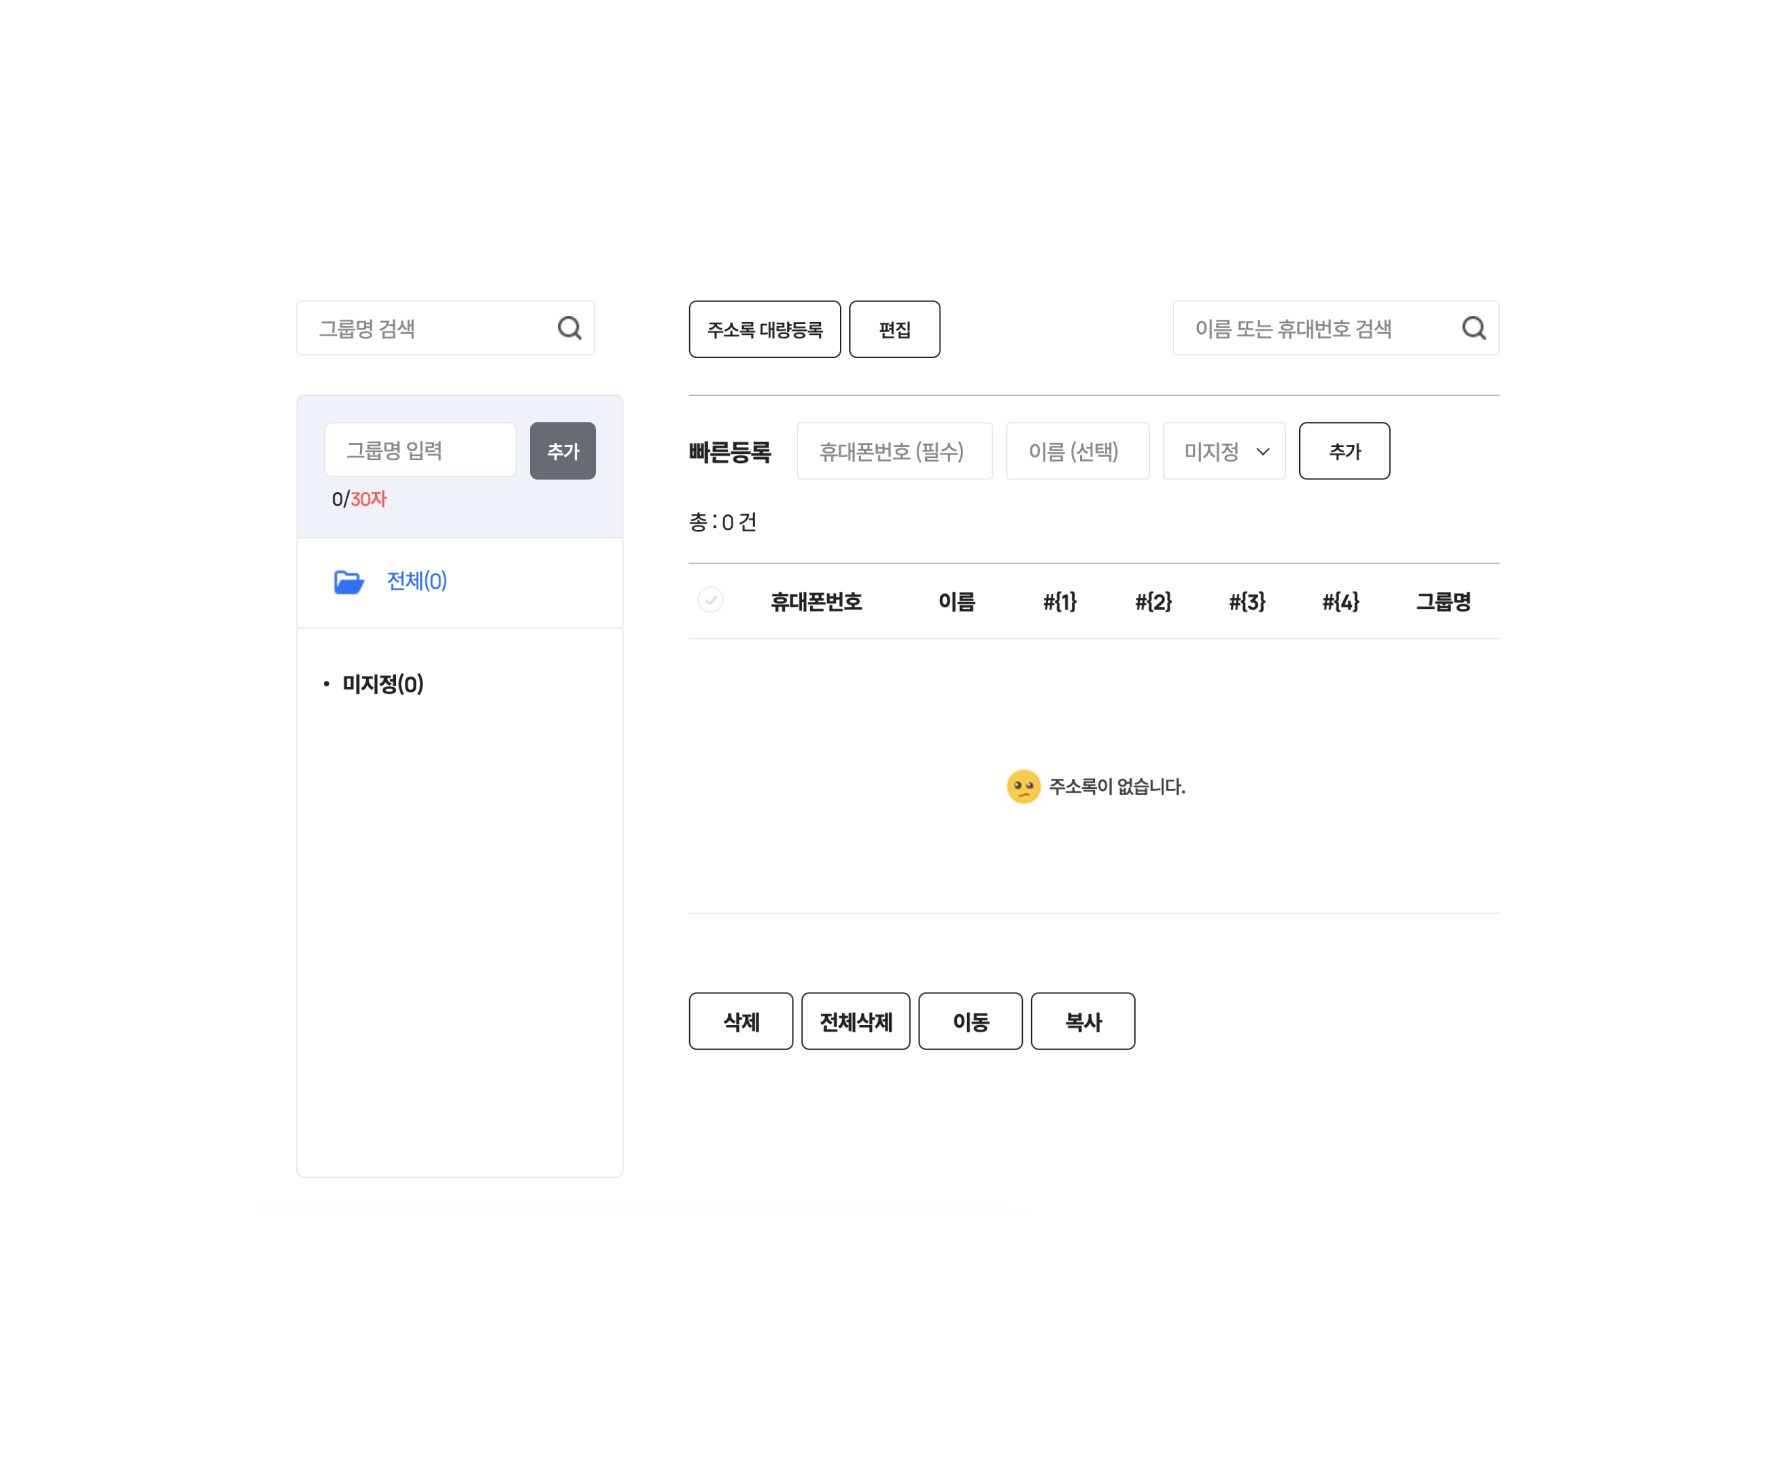 그룹명 검색
주소록 대량등록 편집
이름 또는 휴대번호 검색
그룹명 입력 추가
0/30자
전체(0)
• 미지정(0)
빠른등록 휴대폰번호 (필수) 이름 (선택) 미지정 추가
총 : 0 건
휴대폰번호 이름 #{1} #{2} #{3} #{4} 그룹명
주소록이 없습니다.
삭제 전체삭제 이동 복사